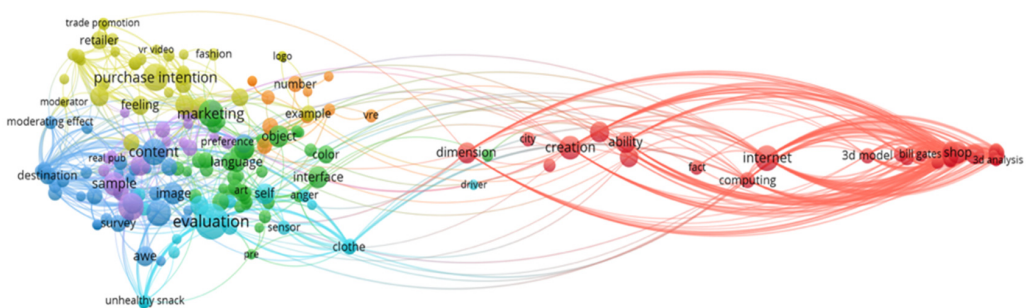 trade promotion
retailer
vr video
fashion
logo
purchase intention
number
moderator
feeling
marketing
example
vre
moderating effect
preference
object
city
ability
content
color
dimension
creation
real pub
language
fact
internet
3d model
bill gates
shop
3d analysis
destination
sample
interface
driver
computing
image
art
self
anger
survey
evaluation
sensor
clothe
awe
pre
unhealthy snack